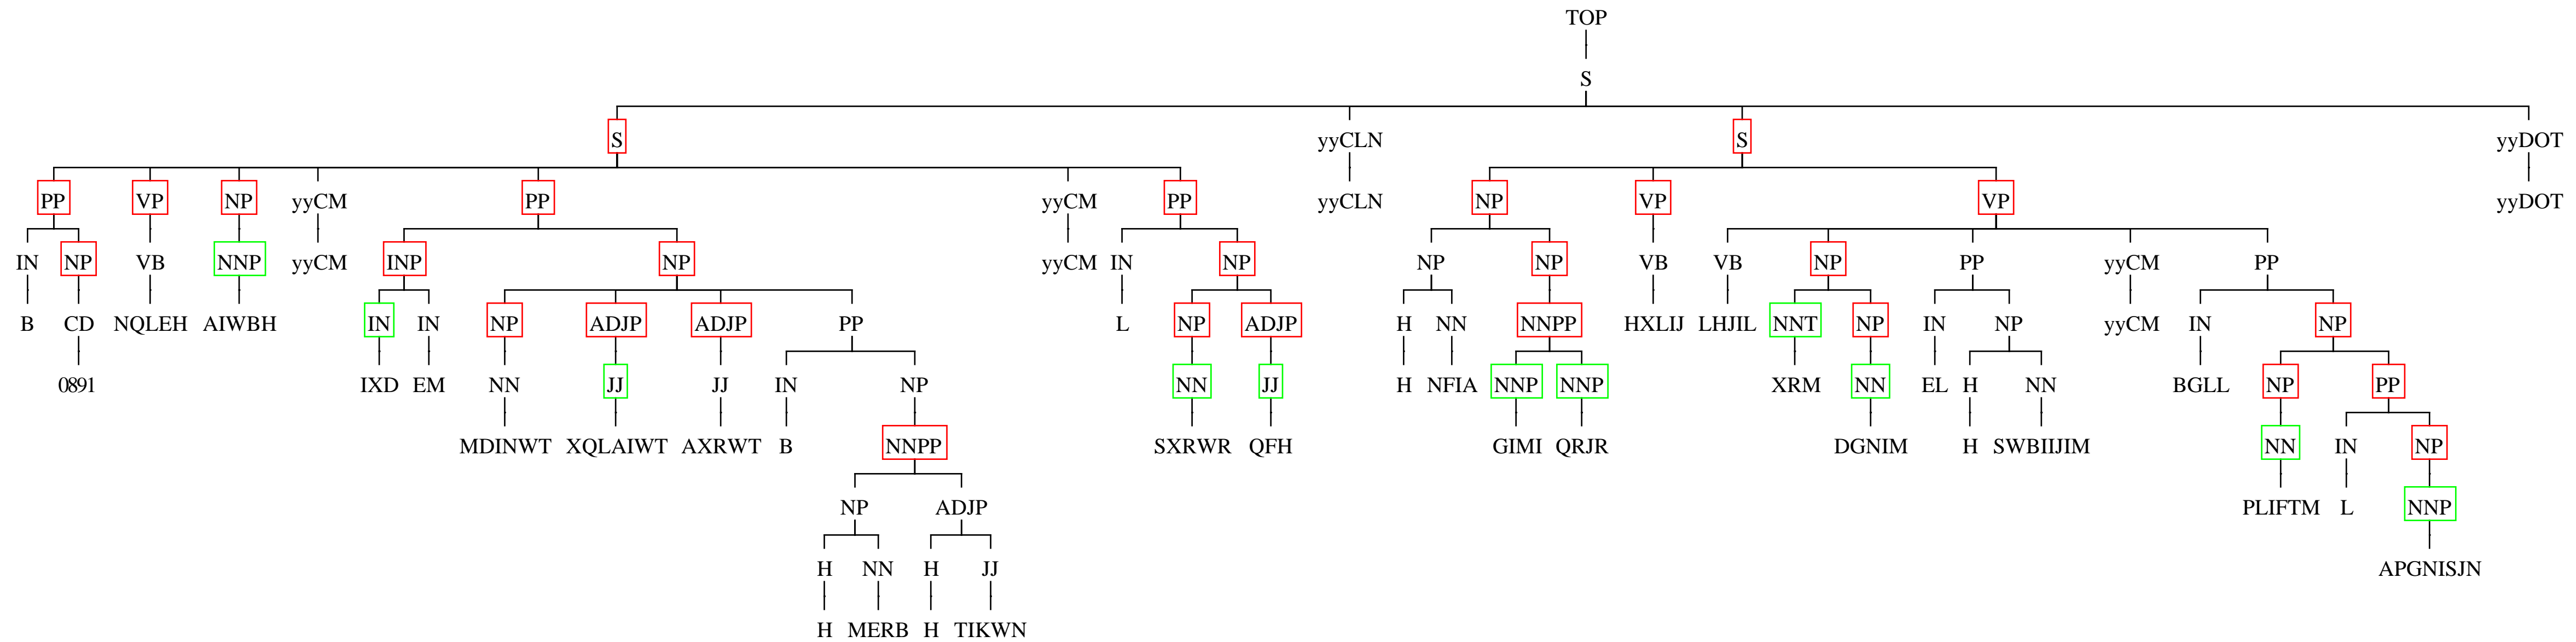 TOP
S
S yyCLN S yyDOT
PP VP NP yyCM PP yyCM PP yyCLN NP VP VP yyDOT
IN NP VB NNP yyCM INP NP yyCM IN NP NP NP VB VB NP PP yyCM PP
B CD NQLEH AIWBH IN IN NP ADJP ADJP PP L NP ADJP H NN NNPP HXLIJ LHJIL NNT NP IN NP yyCM IN NP
0891 IXD EM NN JJ JJ IN NP NN JJ H NFIA NNP NNP XRM NN EL H NN BGLL NP PP
MDINWT XQLAIWT AXRWT B NNPP SXRWR QFH GIMI QRJR DGNIM H SWBIIJIM NN IN NP
NP ADJP PLIFTM L NNP
H NN H JJ APGNISJN
H MERB H TIKWN